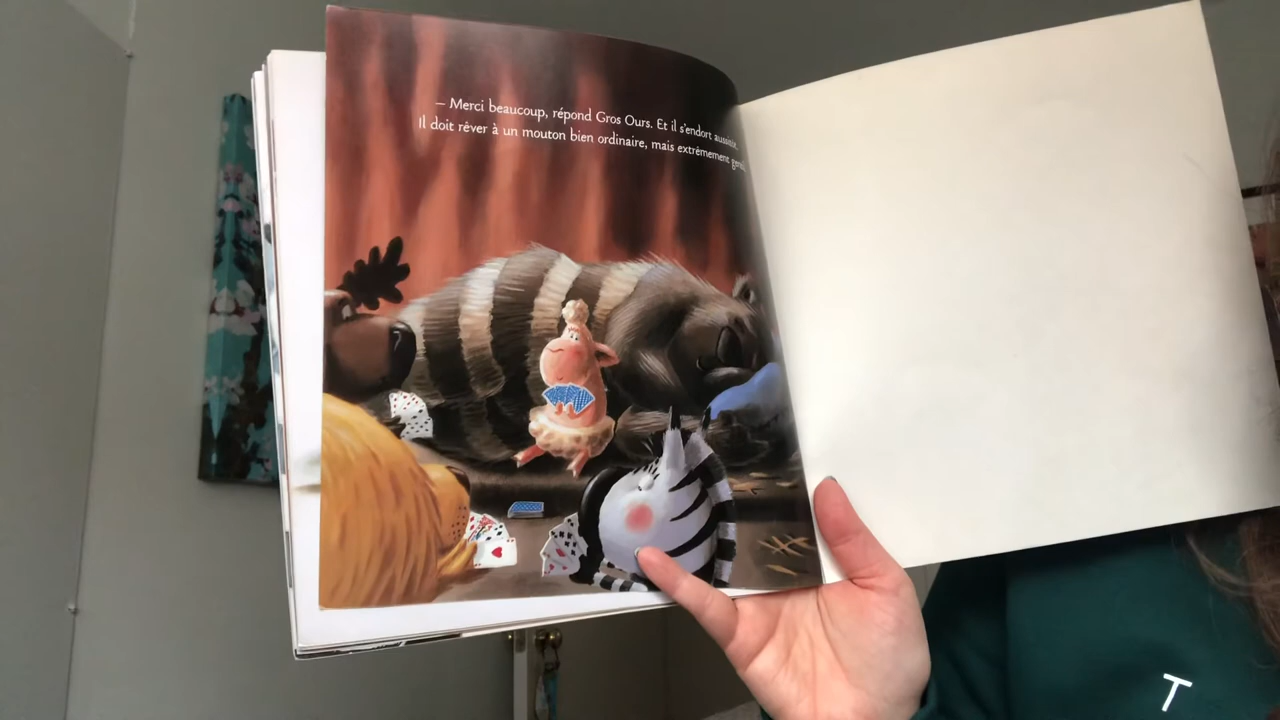 – Merci beaucoup, répond Gros Ours. Et il s'endort aussitôt.
Il doit rêver à un mouton bien ordinaire, mais extrêmement gentil.
T